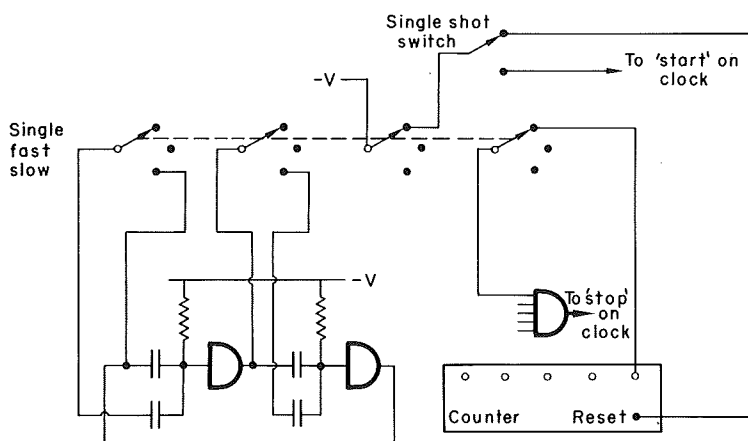 Single shot
switch
To 'start' on
clock
-V
Single
fast
slow
-V
To 'stop'
on
clock
Counter
Reset